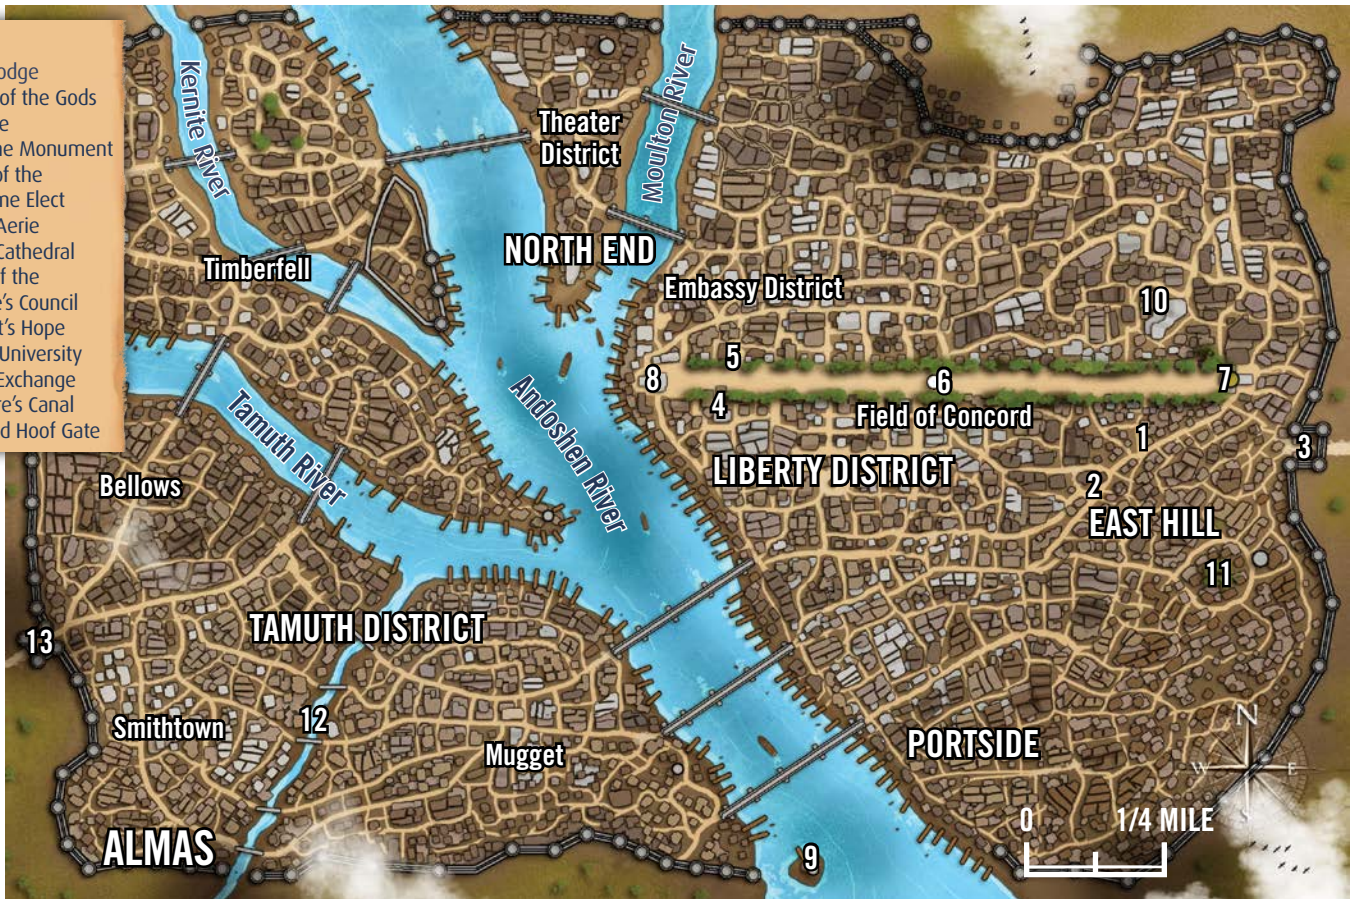 odge
of the Gods
e
ne Monument
of the
me Elect
Aerie
Cathedral
f the
e's Council
t's Hope
University
Exchange
re's Canal
d Hoof Gate
Kernite River
Theater
District
Moulton River
NORTH END
Timberfell
Embassy District
10
5
8
6
7
4
Field of Concord
Andoshen River
Tamuth River
1
3
LIBERTY DISTRICT
Bellows
2
EAST HILL
11
TAMUTH DISTRICT
13
12
Smithtown
Mugget
PORTSIDE
N
W
E
S
0
1/4 MILE
ALMAS
9